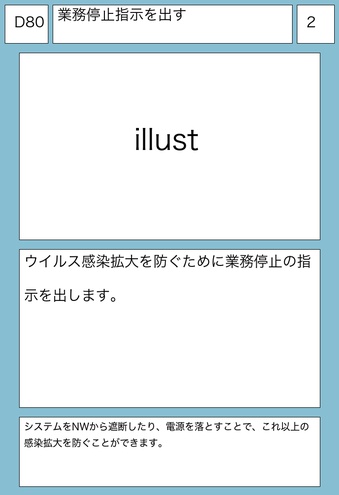 D80
業務停止指示を出す
2
illust
ウイルス感染拡大を防ぐために業務停止の指
示を出します。
システムをNWから遮断したり、電源を落とすことで、これ以上の
感染拡大を防ぐことができます。